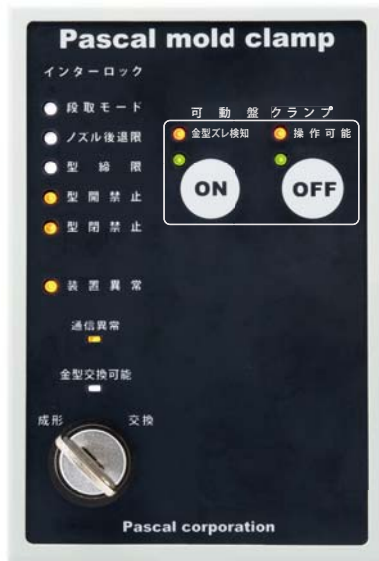 Pascal mold clamp
インターロック
段取モード
ノズル後退限
型締限
型開禁止
型閉禁止
装置異常
通信異常
金型交換可能
成形 交換
可動盤クランプ
金型ズレ検知 操作可能
ON OFF
Pascal corporation